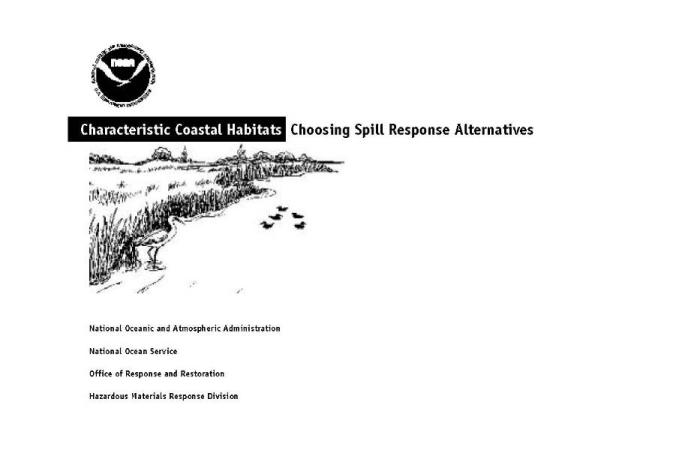 noaa
Characteristic Coastal Habitats Choosing Spill Response Alternatives
National Oceanic and Atmospheric Administration
National Ocean Service
Office of Response and Restoration
Hazardous Materials Response Division